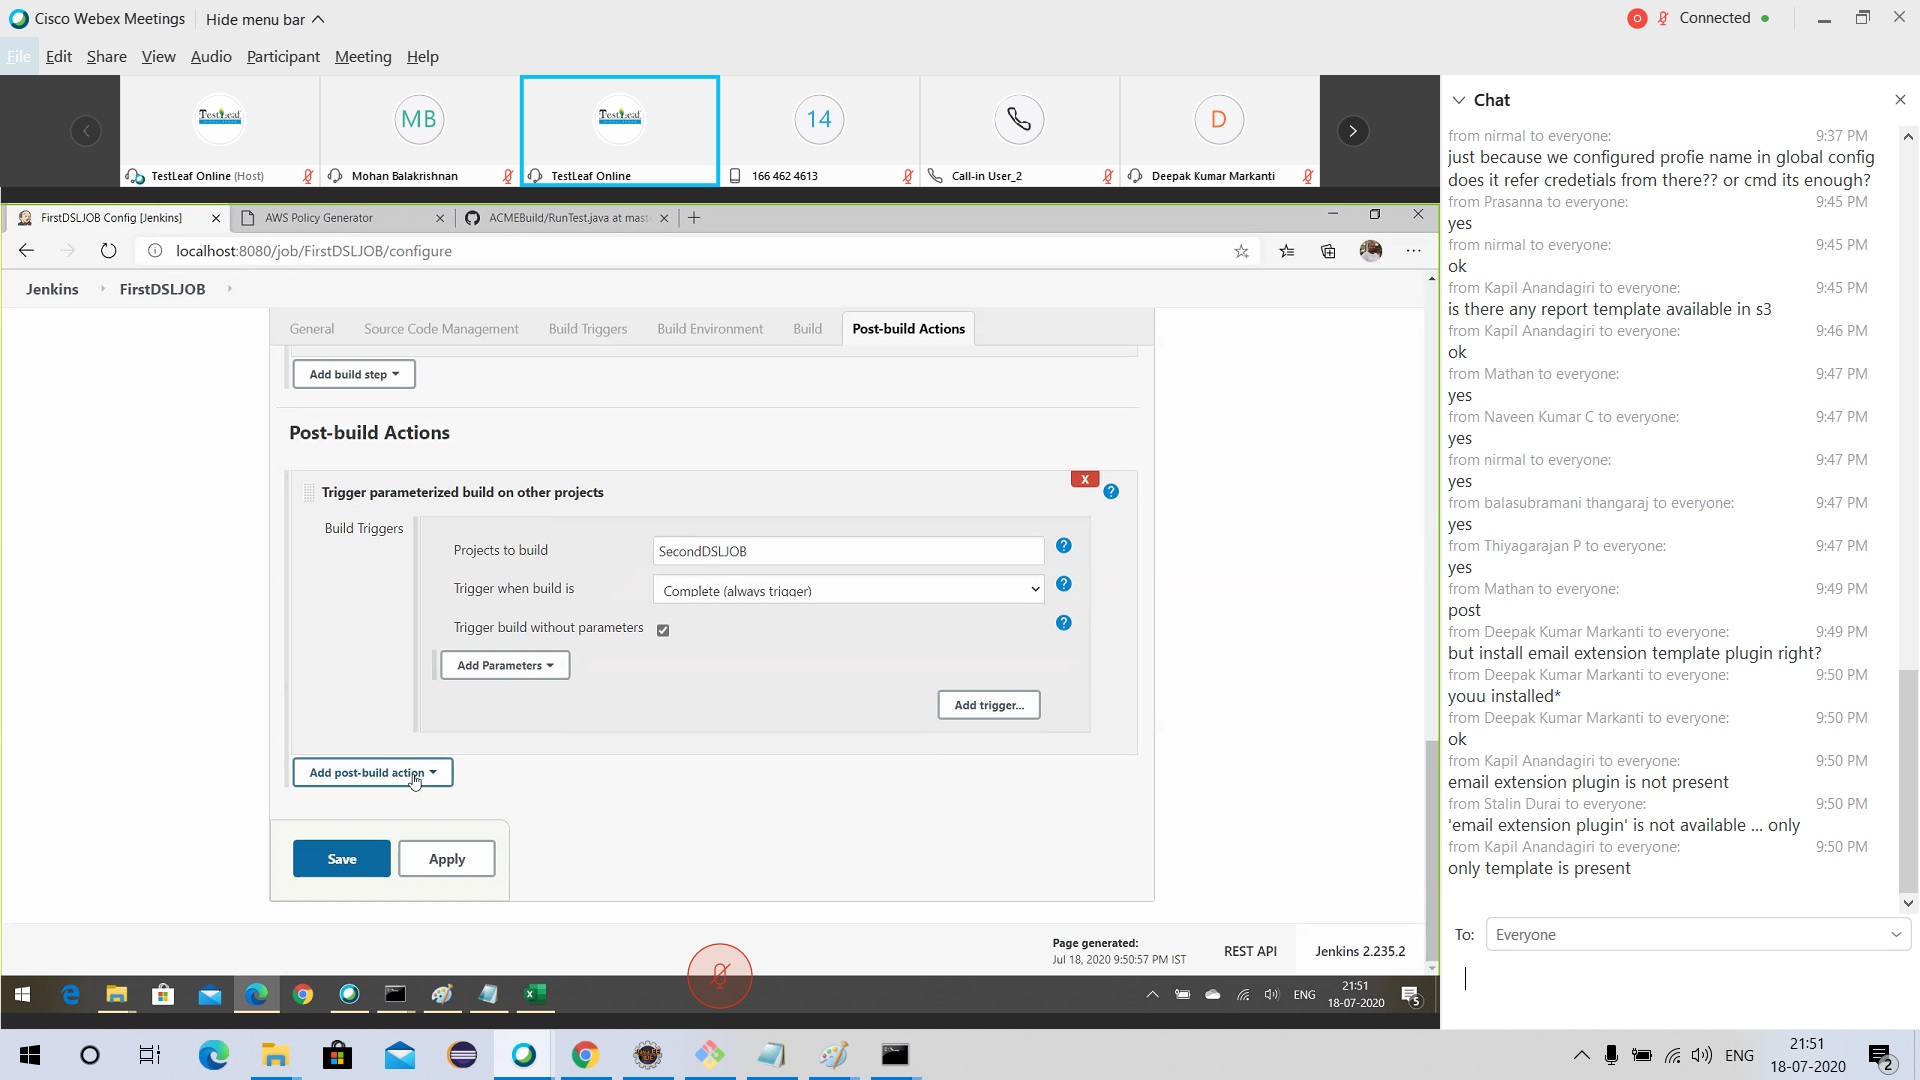 Cisco Webex Meetings
Hide menu bar
Connected
File Edit Share View Audio Participant Meeting Help
TestLeaf
MB
TestLeaf
14
D
TestLeaf Online (Host)
Mohan Balakrishnan
TestLeaf Online
166 462 4613
Call-in User_2
Deepak Kumar Markanti
FirstDSLJOB Config [Jenkins]
AWS Policy Generator
ACMEBuild/RunTest.java at mast
localhost:8080/job/FirstDSLJOB/configure
Jenkins
FirstDSLJOB
General
Source Code Management
Build Triggers
Build Environment
Build
Post-build Actions
Add build step
Post-build Actions
X
Trigger parameterized build on other projects
?
Build Triggers
Projects to build
SecondDSLJOB
?
Trigger when build is
Complete (always trigger)
?
Trigger build without parameters
?
Add Parameters
Add trigger...
Add post-build action
Save
Apply
Page generated:
Jul 18, 2020 9:50:57 PM IST
REST API
Jenkins 2.235.2
ENG
21:51
18-07-2020
5
Chat
from nirmal to everyone: 9:37 PM
just because we configured profie name in global config
does it refer credetials from there?? or cmd its enough?
from Prasanna to everyone: 9:45 PM
yes
from nirmal to everyone: 9:45 PM
ok
from Kapil Anandagiri to everyone: 9:45 PM
is there any report template available in s3
from Kapil Anandagiri to everyone: 9:46 PM
ok
from Mathan to everyone: 9:47 PM
yes
from Naveen Kumar C to everyone: 9:47 PM
yes
from nirmal to everyone: 9:47 PM
yes
from balasubramani thangaraj to everyone: 9:47 PM
yes
from Thiyagarajan P to everyone: 9:47 PM
yes
from Mathan to everyone: 9:49 PM
post
from Deepak Kumar Markanti to everyone: 9:49 PM
but install email extension template plugin right?
from Deepak Kumar Markanti to everyone: 9:50 PM
youu installed*
from Deepak Kumar Markanti to everyone: 9:50 PM
ok
from Kapil Anandagiri to everyone: 9:50 PM
email extension plugin is not present
from Stalin Durai to everyone: 9:50 PM
'email extension plugin' is not available ... only
from Kapil Anandagiri to everyone: 9:50 PM
only template is present
To: Everyone
ENG
21:51
18-07-2020
2